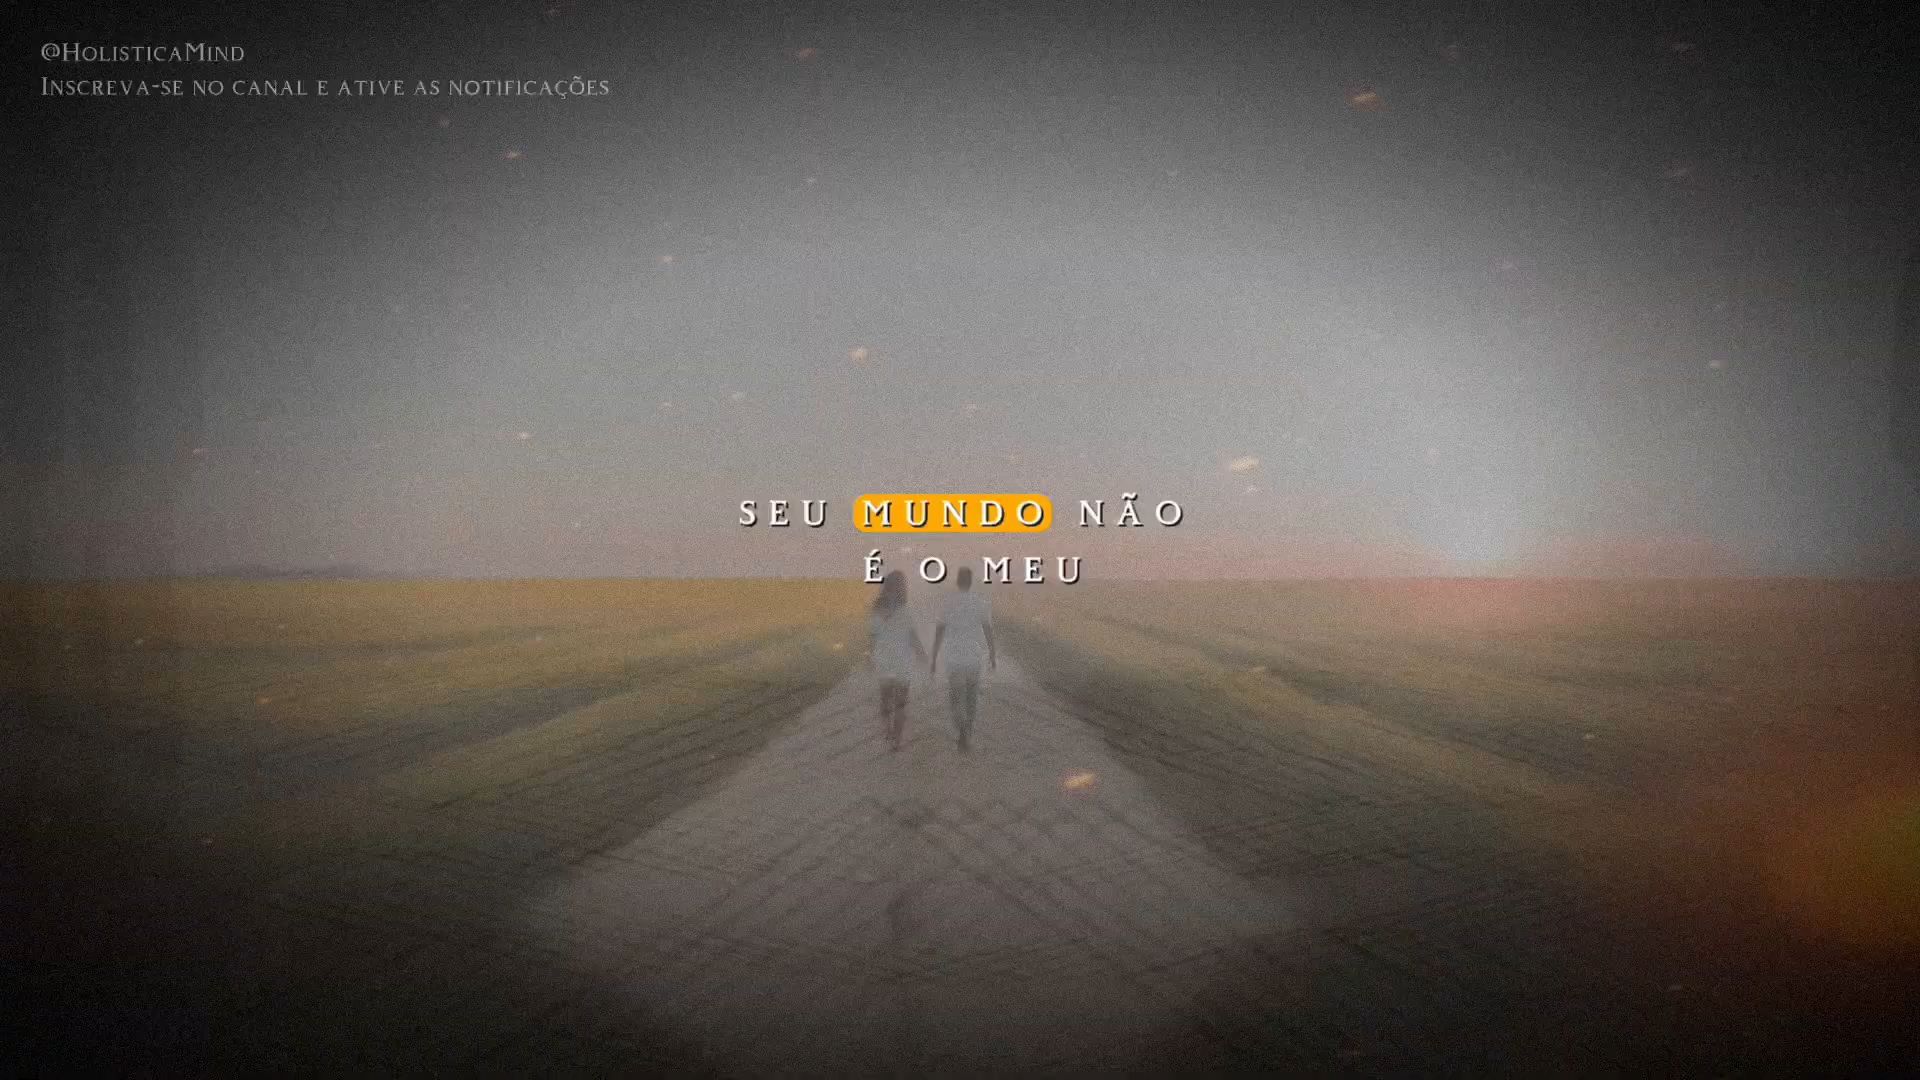 @HolisticaMind
Inscreva-se no canal e ative as notificações
SEU MUNDO NÃO
É O MEU